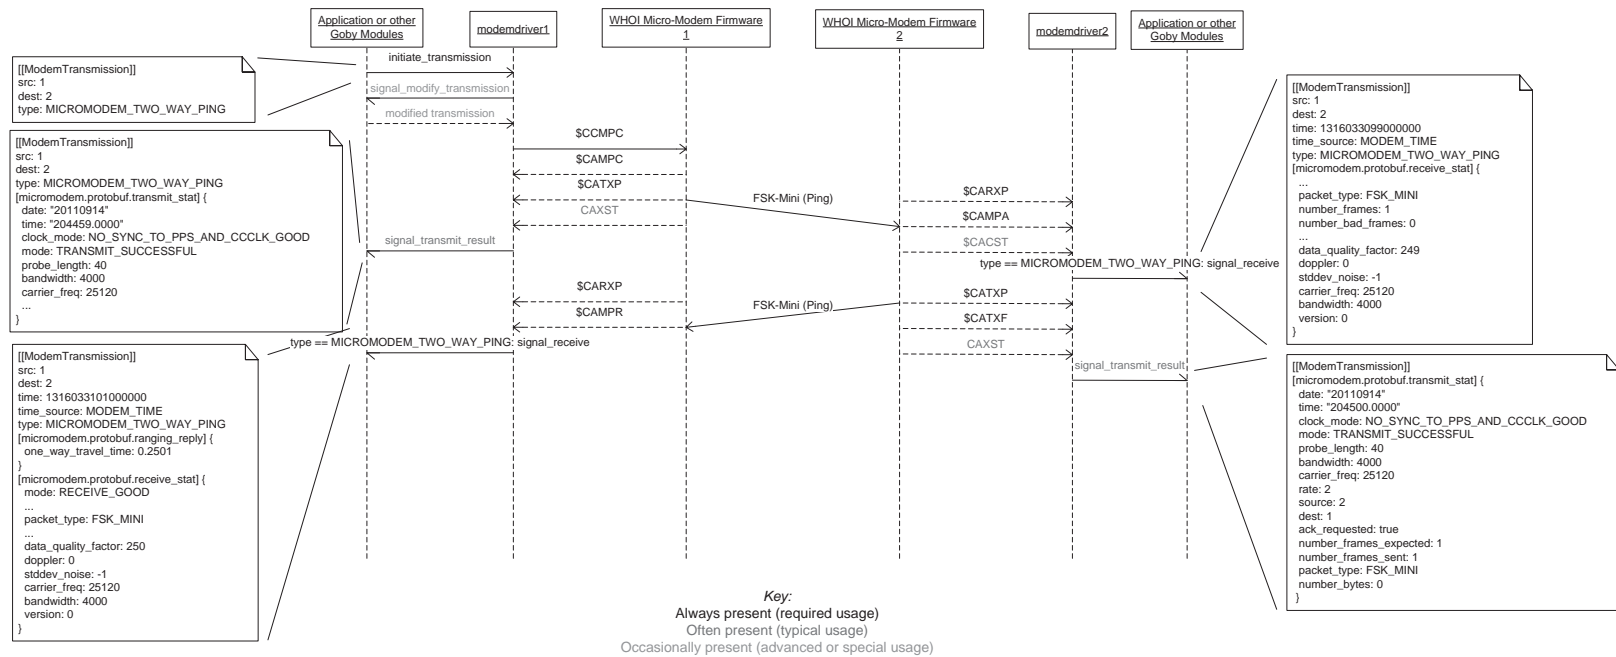 Application or other
Goby Modules
modemdriver1
WHOI Micro-Modem Firmware
1
WHOI Micro-Modem Firmware
2
modemdriver2
Application or other
Goby Modules
[[ModemTransmission]]
src: 1
dest: 2
type: MICROMODEM_TWO_WAY_PING
initiate_transmission
signal_modify_transmission
modified transmission
$CCMPC
$CAMPC
$CATXP
CAXST
signal_transmit_result
FSK-Mini (Ping)
$CARXP
$CAMPA
$CACST
type == MICROMODEM_TWO_WAY_PING: signal_receive
$CARXP
$CAMPR
type == MICROMODEM_TWO_WAY_PING: signal_receive
FSK-Mini (Ping)
$CATXP
$CATXF
CAXST
signal_transmit_result
[[ModemTransmission]]
src: 1
dest: 2
type: MICROMODEM_TWO_WAY_PING
[micromodem.protobuf.transmit_stat] {
date: "20110914"
time: "204459.0000"
clock_mode: NO_SYNC_TO_PPS_AND_CCCLK_GOOD
mode: TRANSMIT_SUCCESSFUL
probe_length: 40
bandwidth: 4000
carrier_freq: 25120
...
}
[[ModemTransmission]]
src: 1
dest: 2
time: 1316033101000000
time_source: MODEM_TIME
type: MICROMODEM_TWO_WAY_PING
[micromodem.protobuf.ranging_reply] {
one_way_travel_time: 0.2501
}
[micromodem.protobuf.receive_stat] {
mode: RECEIVE_GOOD
...
packet_type: FSK_MINI
...
data_quality_factor: 250
doppler: 0
stddev_noise: -1
carrier_freq: 25120
bandwidth: 4000
version: 0
}
[[ModemTransmission]]
src: 1
dest: 2
time: 1316033099000000
time_source: MODEM_TIME
type: MICROMODEM_TWO_WAY_PING
[micromodem.protobuf.receive_stat] {
...
packet_type: FSK_MINI
number_frames: 1
number_bad_frames: 0
...
data_quality_factor: 249
doppler: 0
stddev_noise: -1
carrier_freq: 25120
bandwidth: 4000
version: 0
}
[[ModemTransmission]]
[micromodem.protobuf.transmit_stat] {
date: "20110914"
time: "204500.0000"
clock_mode: NO_SYNC_TO_PPS_AND_CCCLK_GOOD
mode: TRANSMIT_SUCCESSFUL
probe_length: 40
bandwidth: 4000
carrier_freq: 25120
rate: 2
source: 2
dest: 1
ack_requested: true
number_frames_expected: 1
number_frames_sent: 1
packet_type: FSK_MINI
number_bytes: 0
}
Key:
Always present (required usage)
Often present (typical usage)
Occasionally present (advanced or special usage)